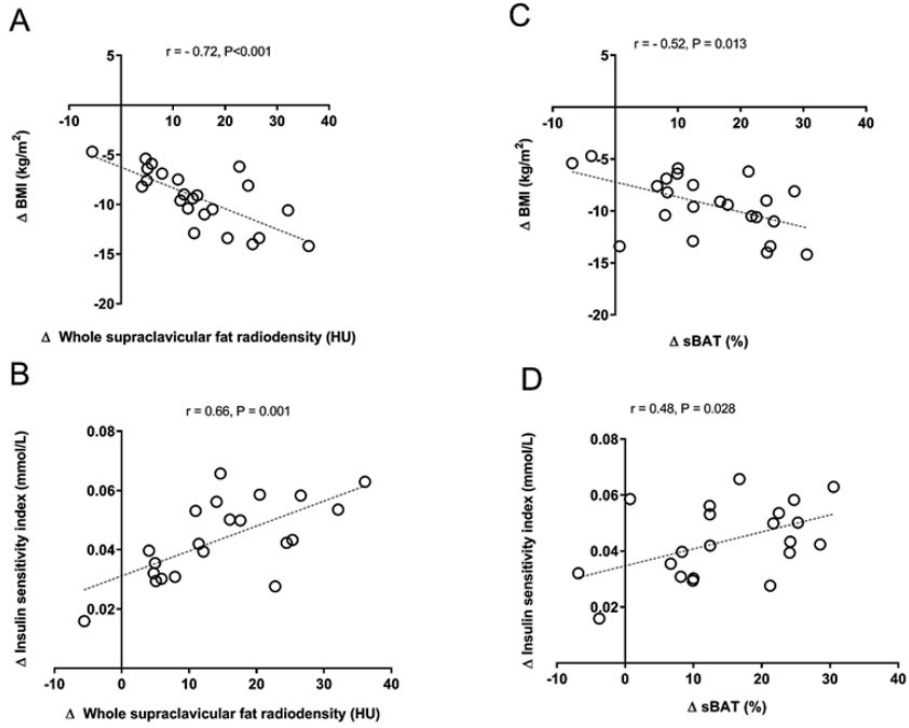 A
r = - 0.72, P<0.001
5
-10
10
20
30
40
-5
-10
-15
-20
Δ BMI (kg/m²)
Δ Whole supraclavicular fat radiodensity (HU)
C
r = - 0.52, P = 0.013
5
-10
10
20
30
40
-5
-10
-15
-20
Δ BMI (kg/m²)
Δ sBAT (%)
B
r = 0.66, P = 0.001
0.08
0.06
0.04
0.02
-10
0
10
20
30
40
Δ Insulin sensitivity index (mmol/L)
Δ Whole supraclavicular fat radiodensity (HU)
D
r = 0.48, P = 0.028
0.08
0.06
0.04
0.02
-10
0
10
20
30
40
Δ Insulin sensitivity index (mmol/L)
Δ sBAT (%)